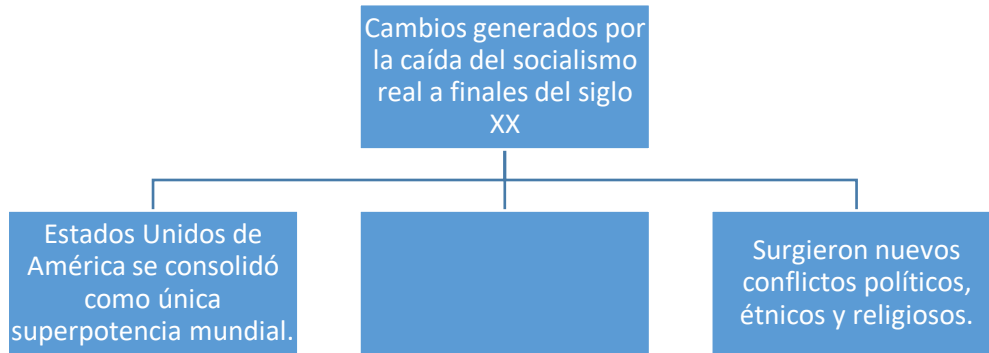 Cambios generados por
la caída del socialismo
real a finales del siglo
XX
Estados Unidos de
América se consolidó
como única
superpotencia mundial.
Surgieron nuevos
conflictos políticos,
étnicos y religiosos.